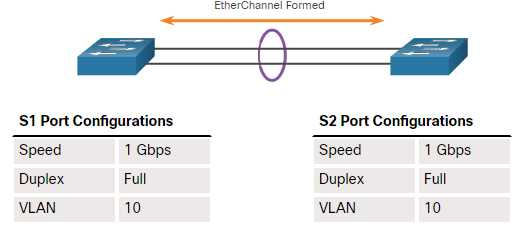 EtherChannel Formed
S1 Port Configurations
Speed 1 Gbps
Duplex Full
VLAN 10
S2 Port Configurations
Speed 1 Gbps
Duplex Full
VLAN 10